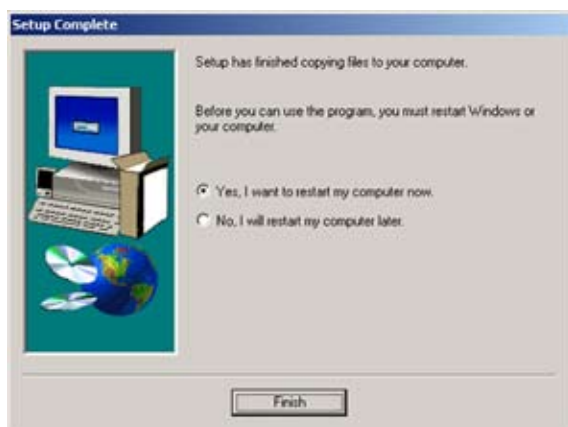 Setup Complete
Setup has finished copying files to your computer.
Before you can use the program, you must restart Windows or
your computer.
Yes, I want to restart my computer now.
No, I will restart my computer later.
Finish